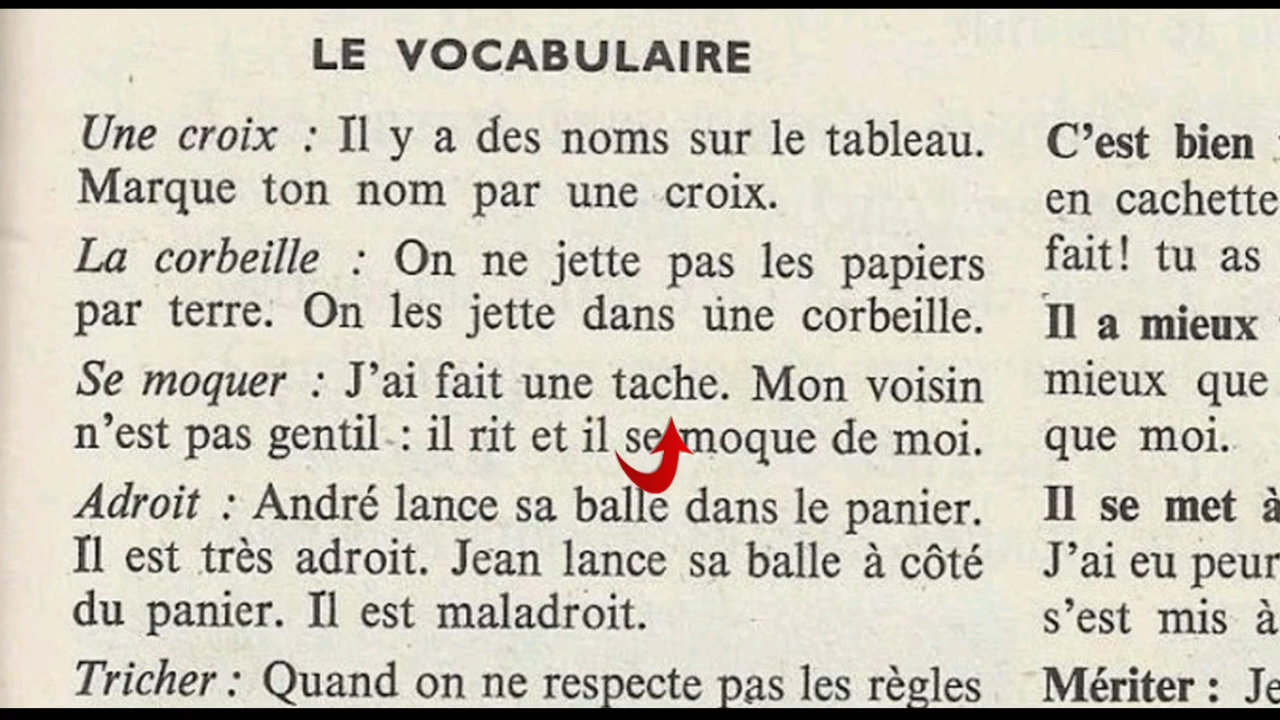 LE VOCABULAIRE
Une croix : Il y a des noms sur le tableau.
Marque ton nom par une croix.
La corbeille : On ne jette pas les papiers
par terre. On les jette dans une corbeille.
Se moquer : J'ai fait une tache. Mon voisin
n'est pas gentil : il rit et il se moque de moi.
Adroit : André lance sa balle dans le panier.
Il est très adroit. Jean lance sa balle à côté
du panier. Il est maladroit.
Tricher : Quand on ne respecte pas les règles
C'est bien
en cachette
fait! tu as
Il a mieux
mieux que
que moi.
Il se met à
J'ai eu peur
s'est mis à
Mériter : Je